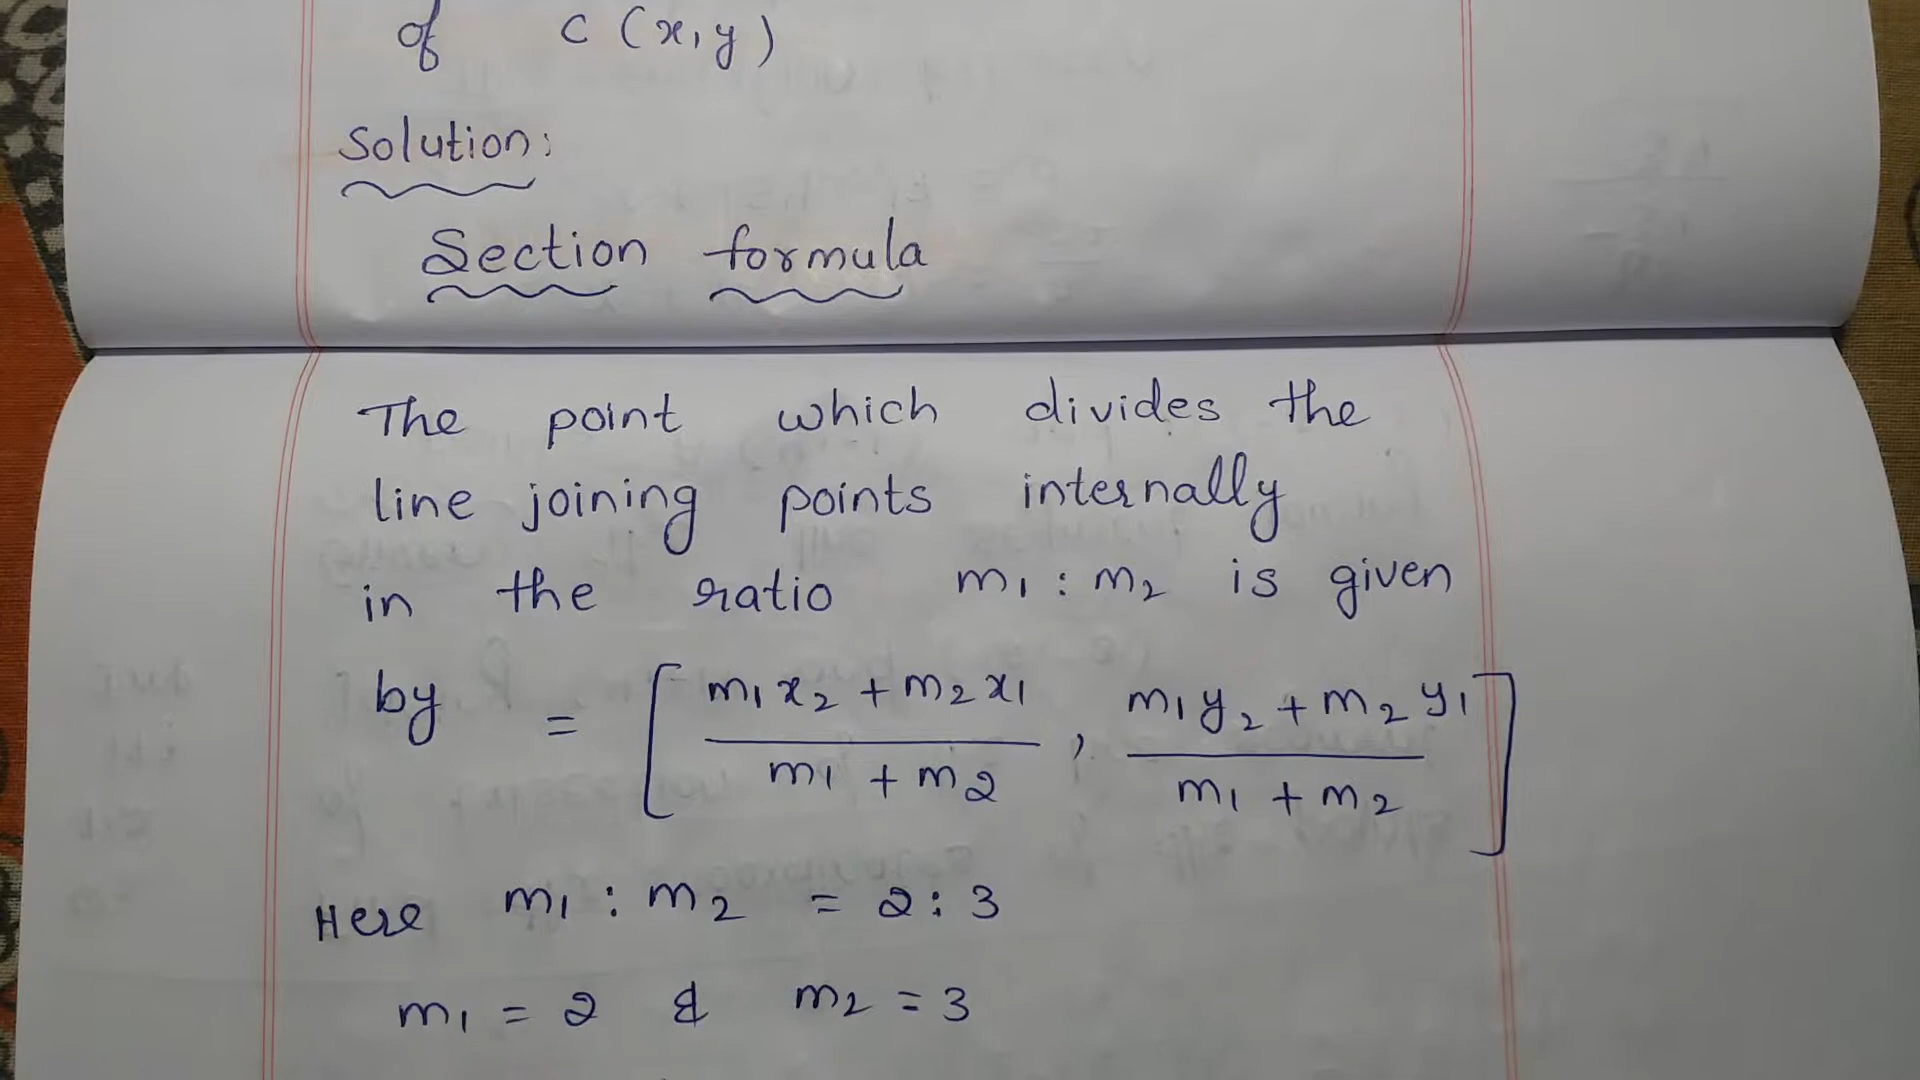 of C (x, y)
Solution:
Section formula
The point which divides the
line joining points internally
in the ratio m₁ : m₂ is given
by = [ (m₁x₂ + m₂x₁)/(m₁ + m₂) , (m₁y₂ + m₂y₁)/(m₁ + m₂) ]
Here m₁ : m₂ = 2 : 3
m₁ = 2 & m₂ = 3